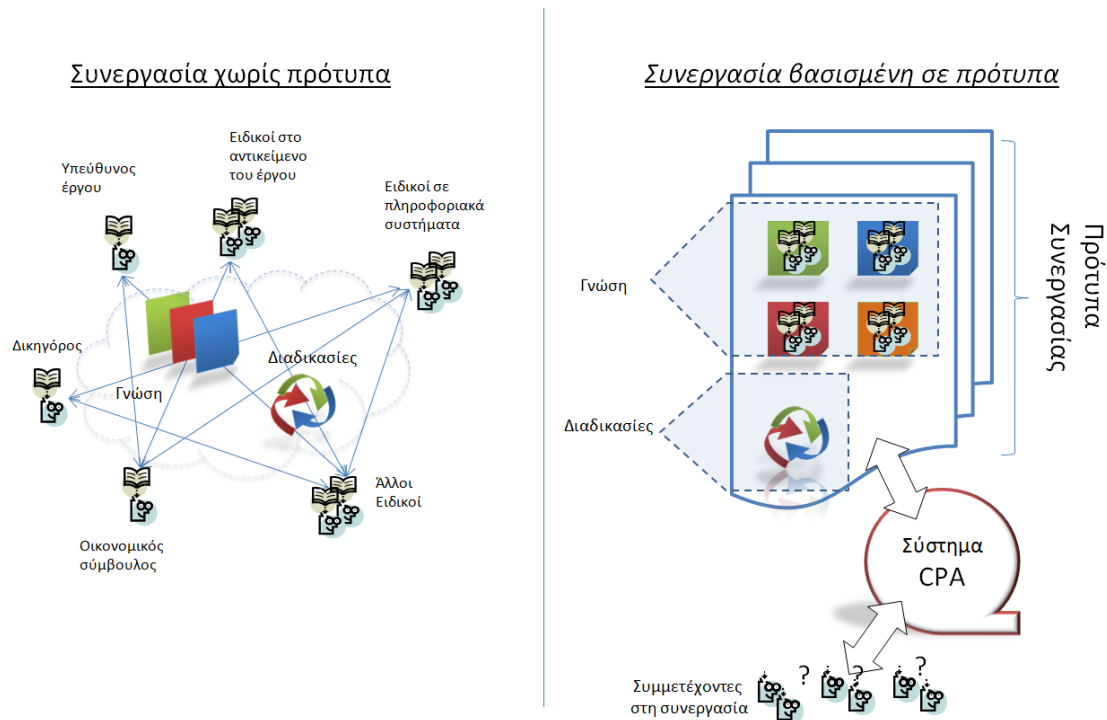 Συνεργασία χωρίς πρότυπα
Υπεύθυνος
έργου
Ειδικοί στο
αντικείμενο
του έργου
Ειδικοί σε
πληροφοριακά
συστήματα
Δικηγόρος
Γνώση
Διαδικασίες
Οικονομικός
σύμβουλος
Άλλοι
Ειδικοί
Συνεργασία βασισμένη σε πρότυπα
Γνώση
Διαδικασίες
Πρότυπα
Συνεργασίας
Σύστημα
CPA
? ? ?
Συμμετέχοντες
στη συνεργασία